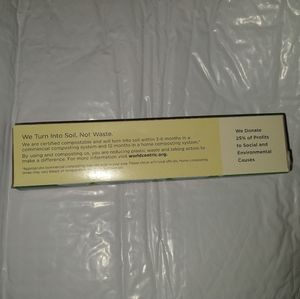 We Turn Into Soil, Not Waste.
We are certified compostable and will turn into soil within 3-6 months in a
commercial composting system and 12 months in a home composting system.*
By using and composting us, you are reducing plastic waste and taking action to
make a difference. For more information visit worldcentric.org.
We Donate
25% of Profits
to Social and
Environmental
Causes